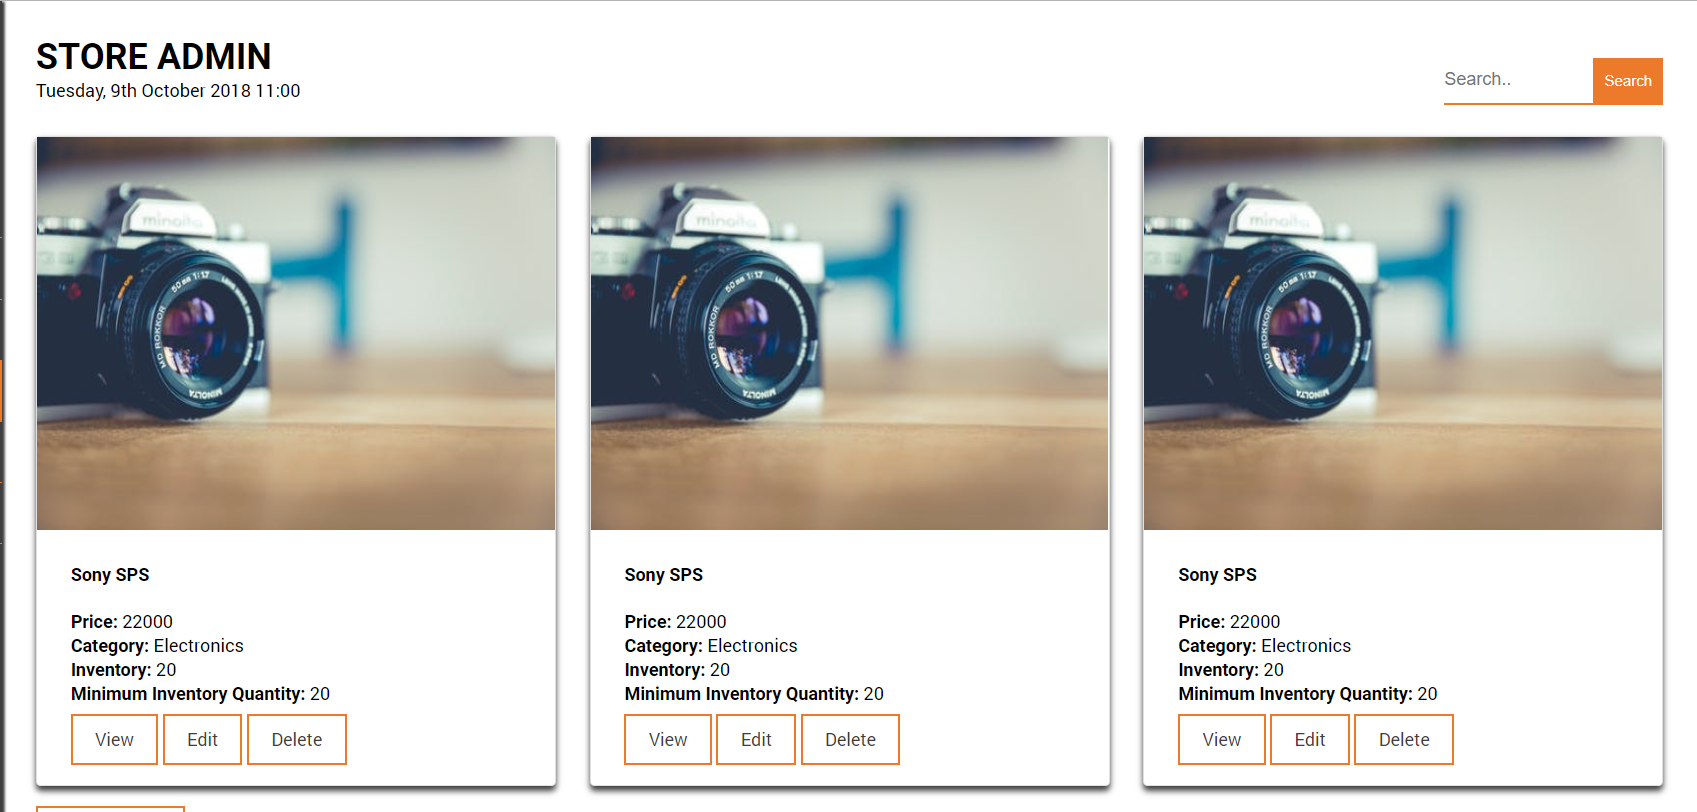 STORE ADMIN
Tuesday, 9th October 2018 11:00
Search..
Search
minolta
50mm 1:1.7
MD ROKKOR
MINOLTA
Sony SPS
Price: 22000
Category: Electronics
Inventory: 20
Minimum Inventory Quantity: 20
View
Edit
Delete
minolta
50mm 1:1.7
MD ROKKOR
MINOLTA
Sony SPS
Price: 22000
Category: Electronics
Inventory: 20
Minimum Inventory Quantity: 20
View
Edit
Delete
minolta
50mm 1:1.7
MD ROKKOR
MINOLTA
Sony SPS
Price: 22000
Category: Electronics
Inventory: 20
Minimum Inventory Quantity: 20
View
Edit
Delete